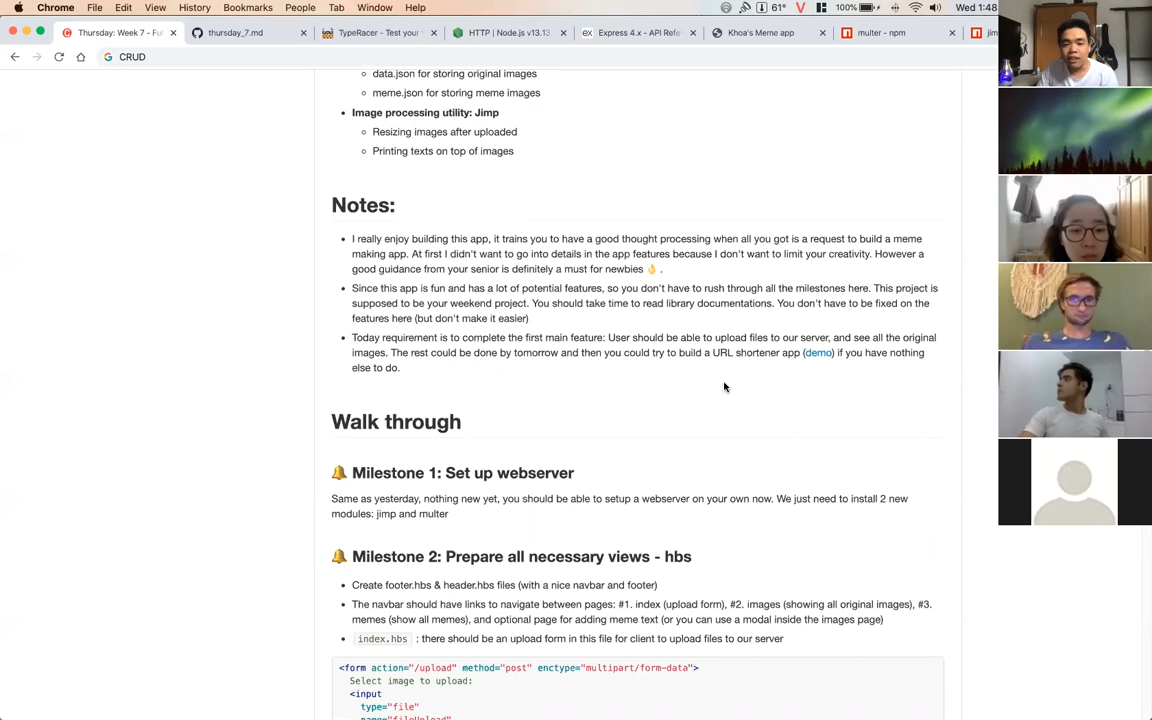 Chrome File Edit View History Bookmarks People Tab Window Help 61° 100% Wed 1:48
Thursday: Week 7 - Fu thursday_7.md TypeRacer - Test your HTTP | Node.js v13.13. Express 4.x - API Refe Khoa's Meme app multer - npm jim
CRUD
data.json for storing original images
meme.json for storing meme images
Image processing utility: Jimp
Resizing images after uploaded
Printing texts on top of images
Notes:
I really enjoy building this app, it trains you to have a good thought processing when all you got is a request to build a meme
making app. At first I didn't want to go into details in the app features because I don't want to limit your creativity. However a
good guidance from your senior is definitely a must for newbies 👌 .
Since this app is fun and has a lot of potential features, so you don't have to rush through all the milestones here. This project is
supposed to be your weekend project. You should take time to read library documentations. You don't have to be fixed on the
features here (but don't make it easier)
Today requirement is to complete the first main feature: User should be able to upload files to our server, and see all the original
images. The rest could be done by tomorrow and then you could try to build a URL shortener app (demo) if you have nothing
else to do.
Walk through
🔔 Milestone 1: Set up webserver
Same as yesterday, nothing new yet, you should be able to setup a webserver on your own now. We just need to install 2 new
modules: jimp and multer
🔔 Milestone 2: Prepare all necessary views - hbs
Create footer.hbs & header.hbs files (with a nice navbar and footer)
The navbar should have links to navigate between pages: #1. index (upload form), #2. images (showing all original images), #3.
memes (show all memes), and optional page for adding meme text (or you can use a modal inside the images page)
index.hbs : there should be an upload form in this file for client to upload files to our server
<form action="/upload" method="post" enctype="multipart/form-data">
Select image to upload:
<input
type="file"
name="fileUpload"